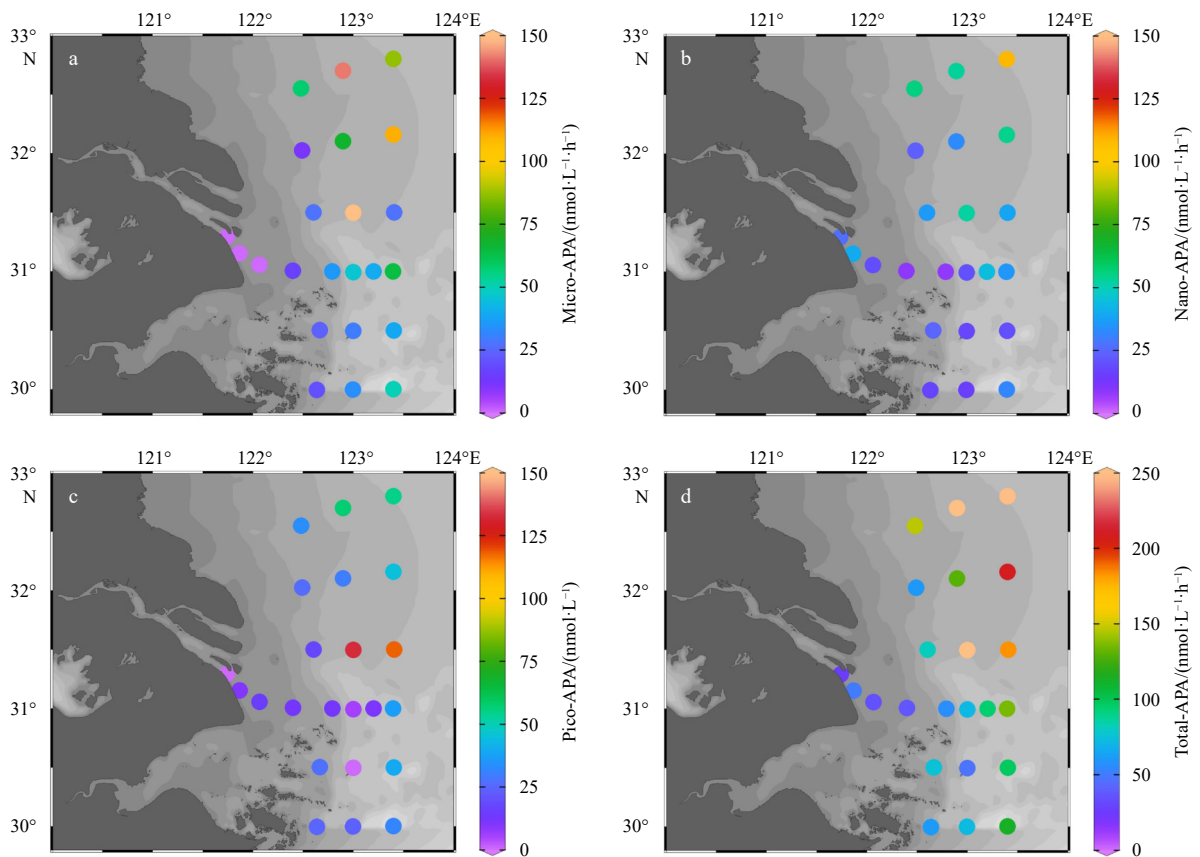 121° 122° 123° 124°E
33°
N
32°
31°
30°
a
150
125
100
75
50
25
0
Micro-APA/(nmol·L⁻¹·h⁻¹)
121° 122° 123° 124°E
33°
N
32°
31°
30°
b
150
125
100
75
50
25
0
Nano-APA/(nmol·L⁻¹·h⁻¹)
121° 122° 123° 124°E
33°
N
32°
31°
30°
c
150
125
100
75
50
25
0
Pico-APA/(nmol·L⁻¹)
121° 122° 123° 124°E
33°
N
32°
31°
30°
d
250
200
150
100
50
0
Total-APA/(nmol·L⁻¹·h⁻¹)